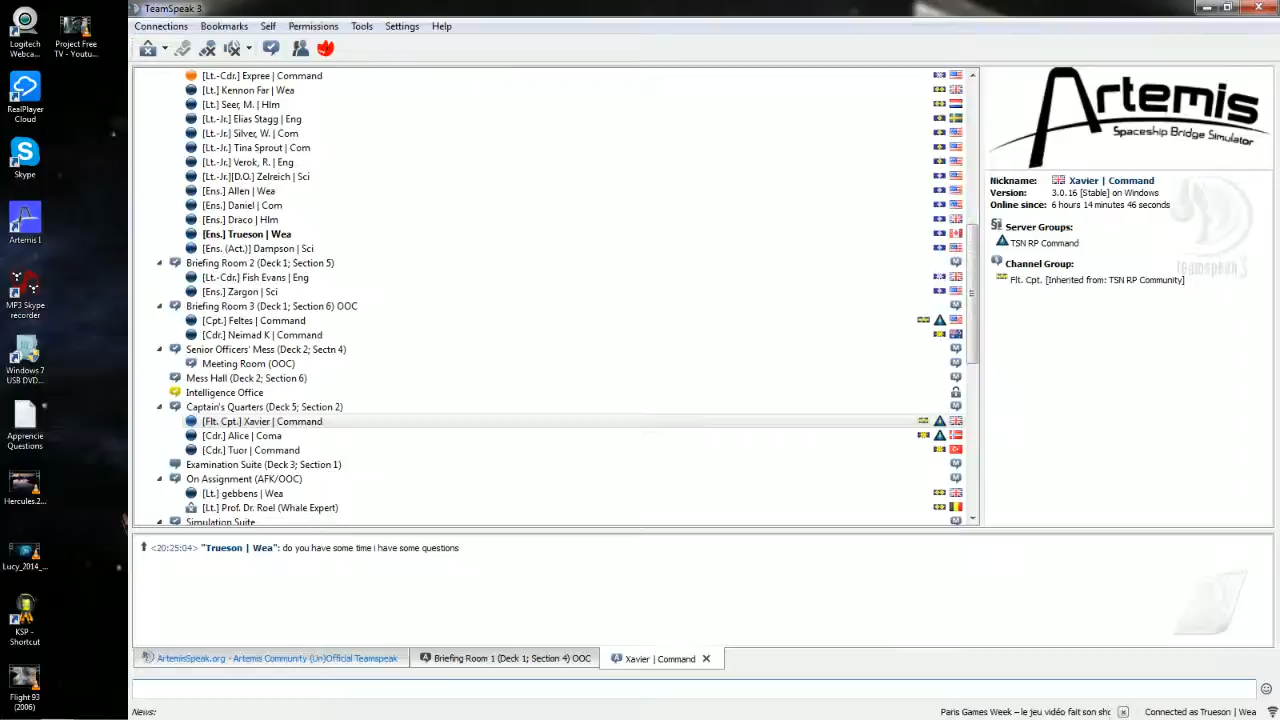 TeamSpeak 3
Connections Bookmarks Self Permissions Tools Settings Help
Logitech Webca...
Project Free TV - Youtu...
RealPlayer Cloud
Skype
Artemis I
MP3 Skype recorder
Windows 7 USB DVD...
Apprencie Questions
Hercules.2...
Lucy_2014_...
KSP - Shortcut
Flight 93 (2006)
[Lt.-Cdr.] Expree | Command
[Lt.] Kennon Far | Wea
[Lt.] Seer, M. | Hlm
[Lt.-Jr.] Elias Stagg | Eng
[Lt.-Jr.] Silver, W. | Com
[Lt.-Jr.] Tina Sprout | Com
[Lt.-Jr.] Verok, R. | Eng
[Lt.-Jr.][D.O.] Zelreich | Sci
[Ens.] Allen | Wea
[Ens.] Daniel | Com
[Ens.] Draco | Hlm
[Ens.] Trueson | Wea
[Ens. (Act.)] Dampson | Sci
Briefing Room 2 (Deck 1; Section 5)
[Lt.-Cdr] Fish Evans | Eng
[Ens.] Zargon | Sci
Briefing Room 3 (Deck 1; Section 6) OOC
[Cpt.] Feltes | Command
[Cdr.] Neimad K | Command
Senior Officers' Mess (Deck 2; Sectn 4)
Meeting Room (OOC)
Mess Hall (Deck 2; Section 6)
Intelligence Office
Captain's Quarters (Deck 5; Section 2)
[Flt. Cpt.] Xavier | Command
[Cdr.] Alice | Coma
[Cdr.] Tuor | Command
Examination Suite (Deck 3; Section 1)
On Assignment (AFK/OOC)
[Lt.] gebbens | Wea
[Lt.] Prof. Dr. Roel (Whale Expert)
Simulation Suite
Artemis
Spaceship Bridge Simulator
Nickname: Xavier | Command
Version: 3.0.16 [Stable] on Windows
Online since: 6 hours 14 minutes 46 seconds
Server Groups:
TSN RP Command
Channel Group:
Flt. Cpt. [Inherited from: TSN RP Community]
teamspeak 3
<20:25:04> "Trueson | Wea": do you have some time i have some questions
ArtemisSpeak.org - Artemis Community (Un)Official Teamspeak
Briefing Room 1 (Deck 1; Section 4) OOC
Xavier | Command
News:
Paris Games Week – le jeu vidéo fait son sho
Connected as Trueson | Wea